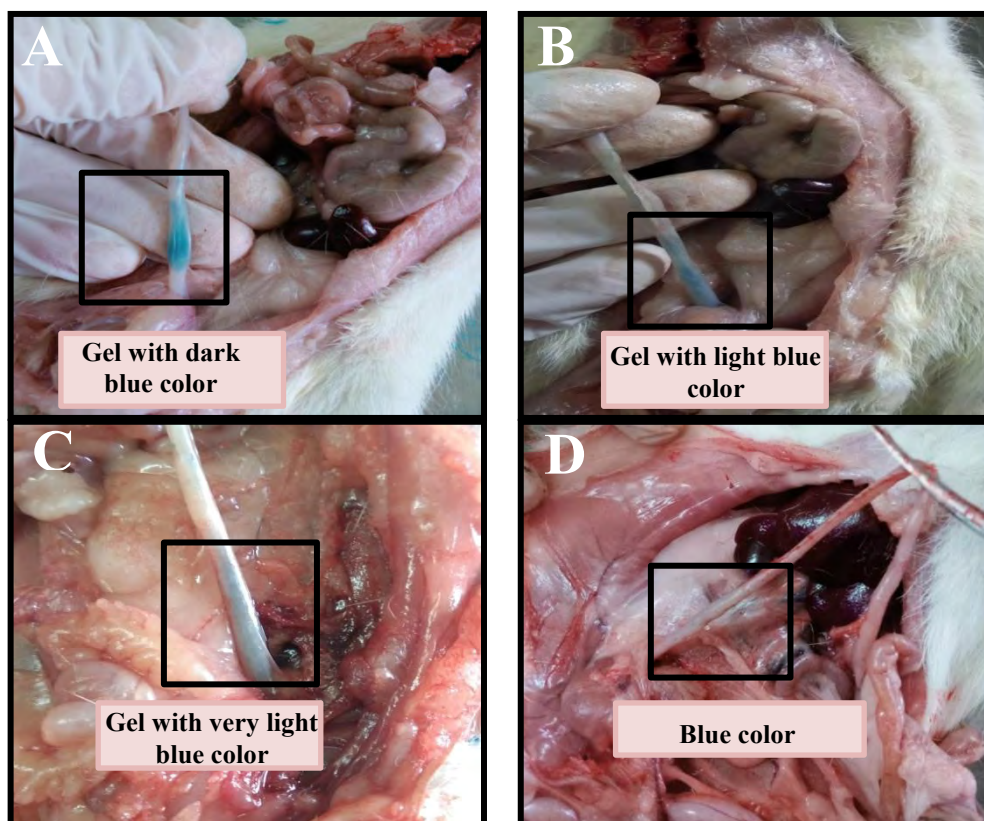 A
B
Gel with dark
blue color
Gel with light blue
color
C
D
Gel with very light
blue color
Blue color